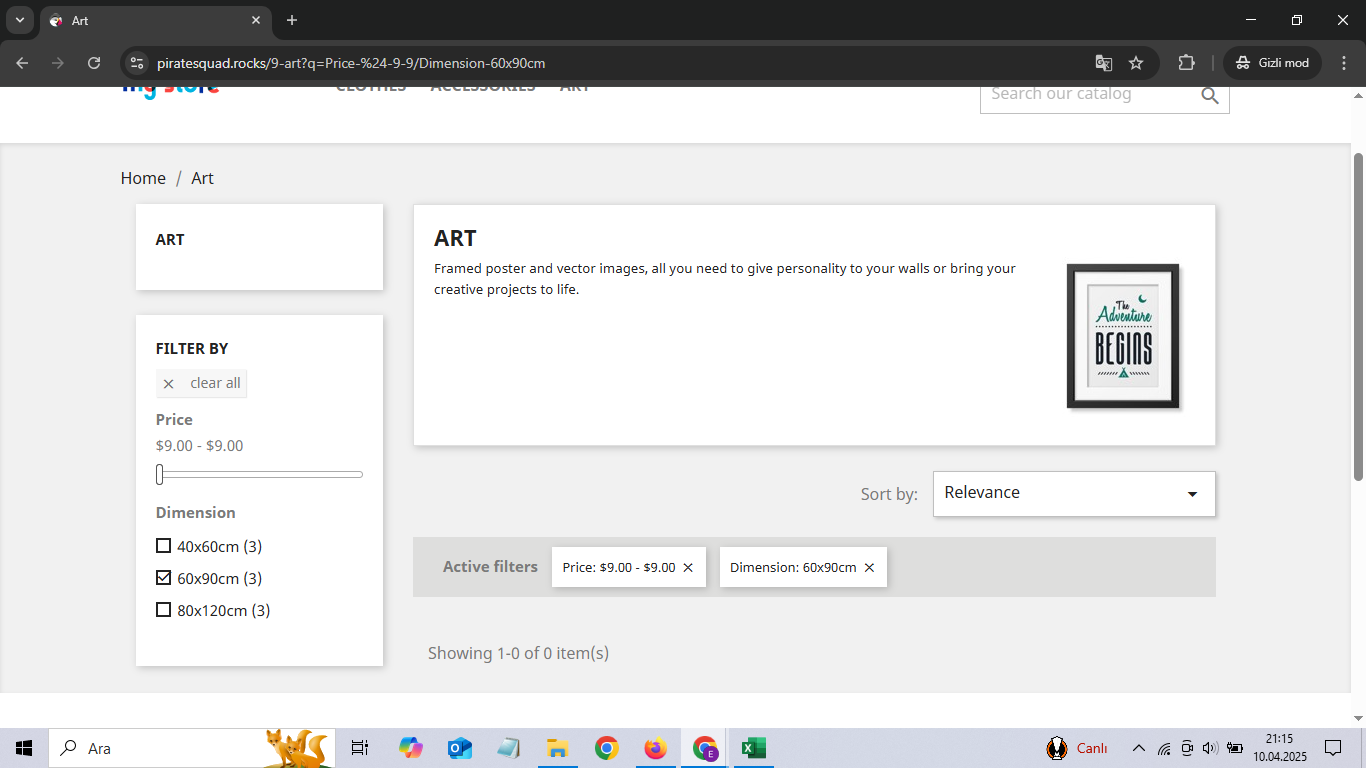 Art
piratesquad.rocks/9-art?q=Price-%24-9-9/Dimension-60x90cm
Gizli mod
my store
CLOTHES ACCESSORIES ART
Search our catalog
Home / Art
ART
FILTER BY
clear all
Price
$9.00 - $9.00
Dimension
40x60cm (3)
60x90cm (3)
80x120cm (3)
ART
Framed poster and vector images, all you need to give personality to your walls or bring your
creative projects to life.
The
Adventure
BEGINS
Sort by: Relevance
Active filters Price: $9.00 - $9.00 Dimension: 60x90cm
Showing 1-0 of 0 item(s)
Ara
E
Canlı
21:15
10.04.2025